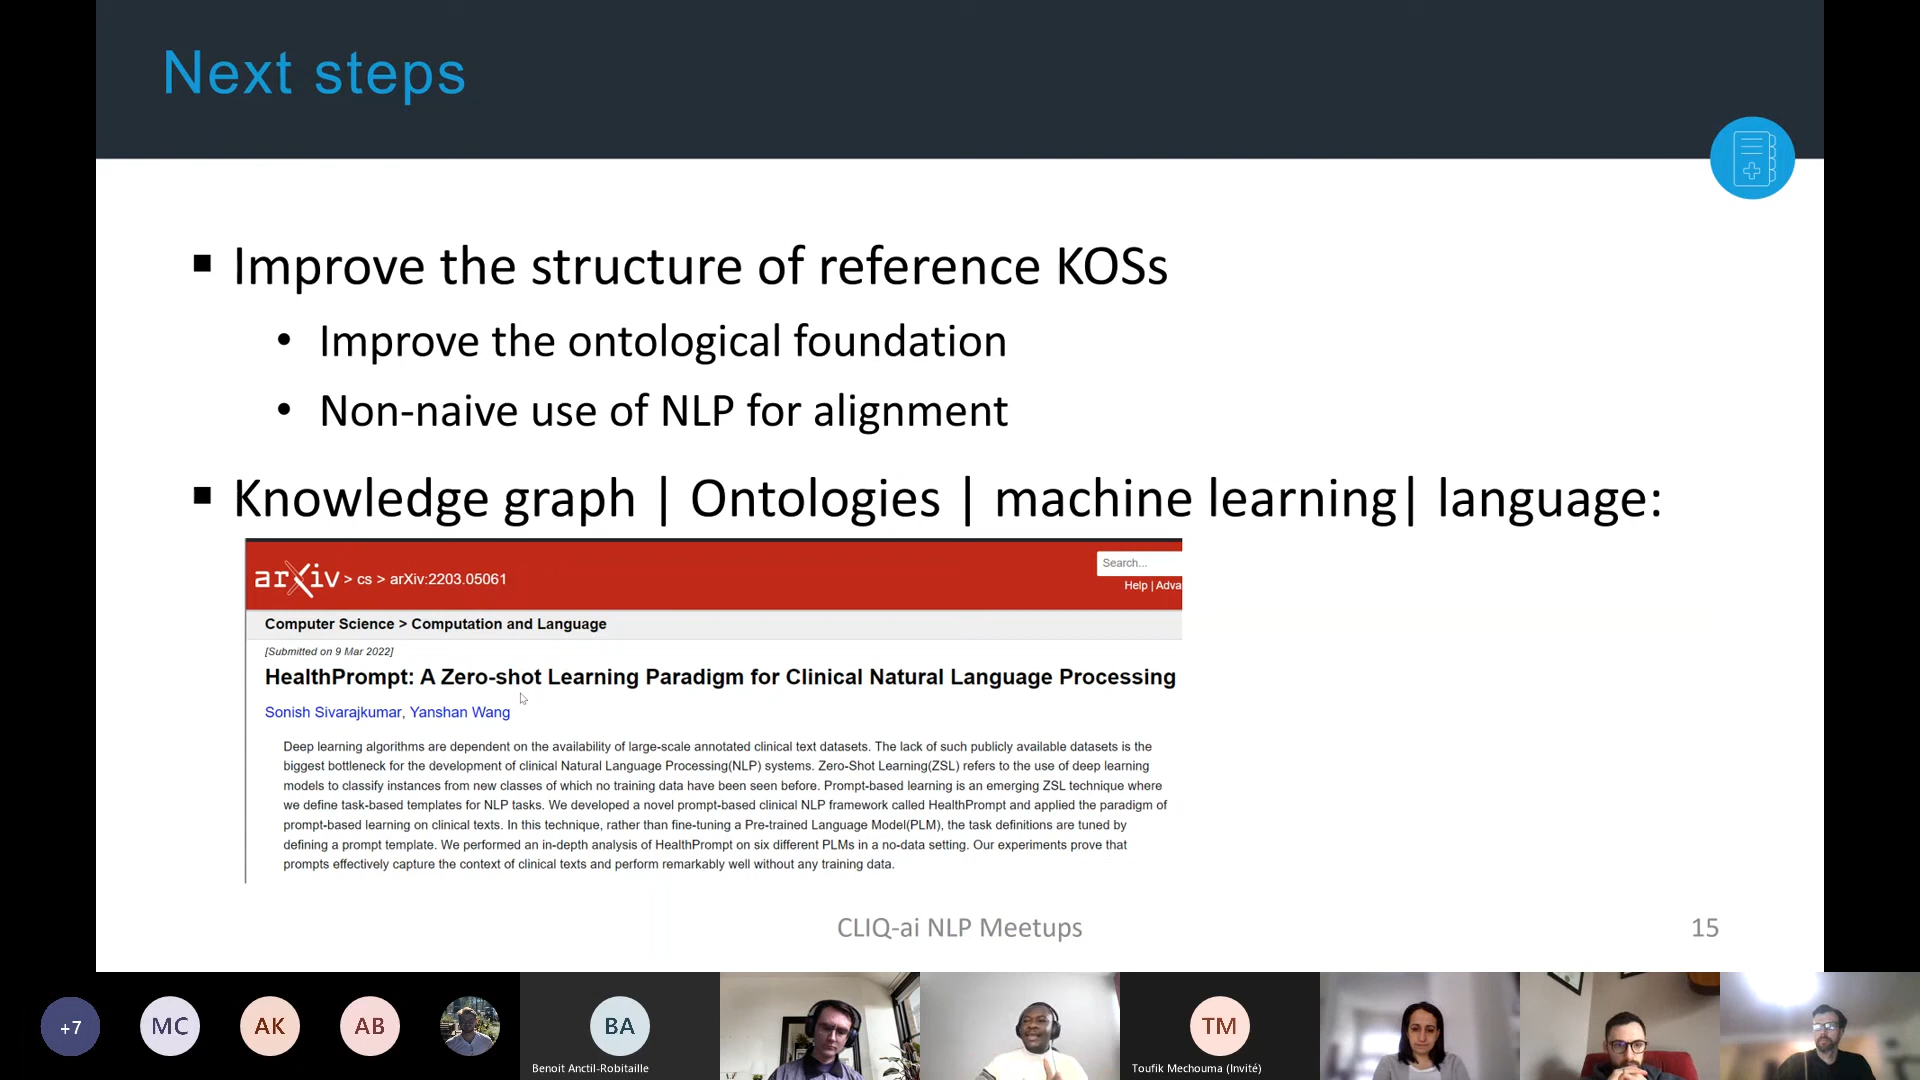 Next steps
Improve the structure of reference KOSs
Improve the ontological foundation
Non-naive use of NLP for alignment
Knowledge graph | Ontologies | machine learning| language:
arXiv > cs > arXiv:2203.05061
Search...
Help | Adva
Computer Science > Computation and Language
[Submitted on 9 Mar 2022]
HealthPrompt: A Zero-shot Learning Paradigm for Clinical Natural Language Processing
Sonish Sivarajkumar, Yanshan Wang
Deep learning algorithms are dependent on the availability of large-scale annotated clinical text datasets. The lack of such publicly available datasets is the
biggest bottleneck for the development of clinical Natural Language Processing(NLP) systems. Zero-Shot Learning(ZSL) refers to the use of deep learning
models to classify instances from new classes of which no training data have been seen before. Prompt-based learning is an emerging ZSL technique where
we define task-based templates for NLP tasks. We developed a novel prompt-based clinical NLP framework called HealthPrompt and applied the paradigm of
prompt-based learning on clinical texts. In this technique, rather than fine-tuning a Pre-trained Language Model(PLM), the task definitions are tuned by
defining a prompt template. We performed an in-depth analysis of HealthPrompt on six different PLMs in a no-data setting. Our experiments prove that
prompts effectively capture the context of clinical texts and perform remarkably well without any training data.
CLIQ-ai NLP Meetups
15
+7
MC
AK
AB
BA
Benoit Anctil-Robitaille
TM
Toufik Mechouma (Invité)